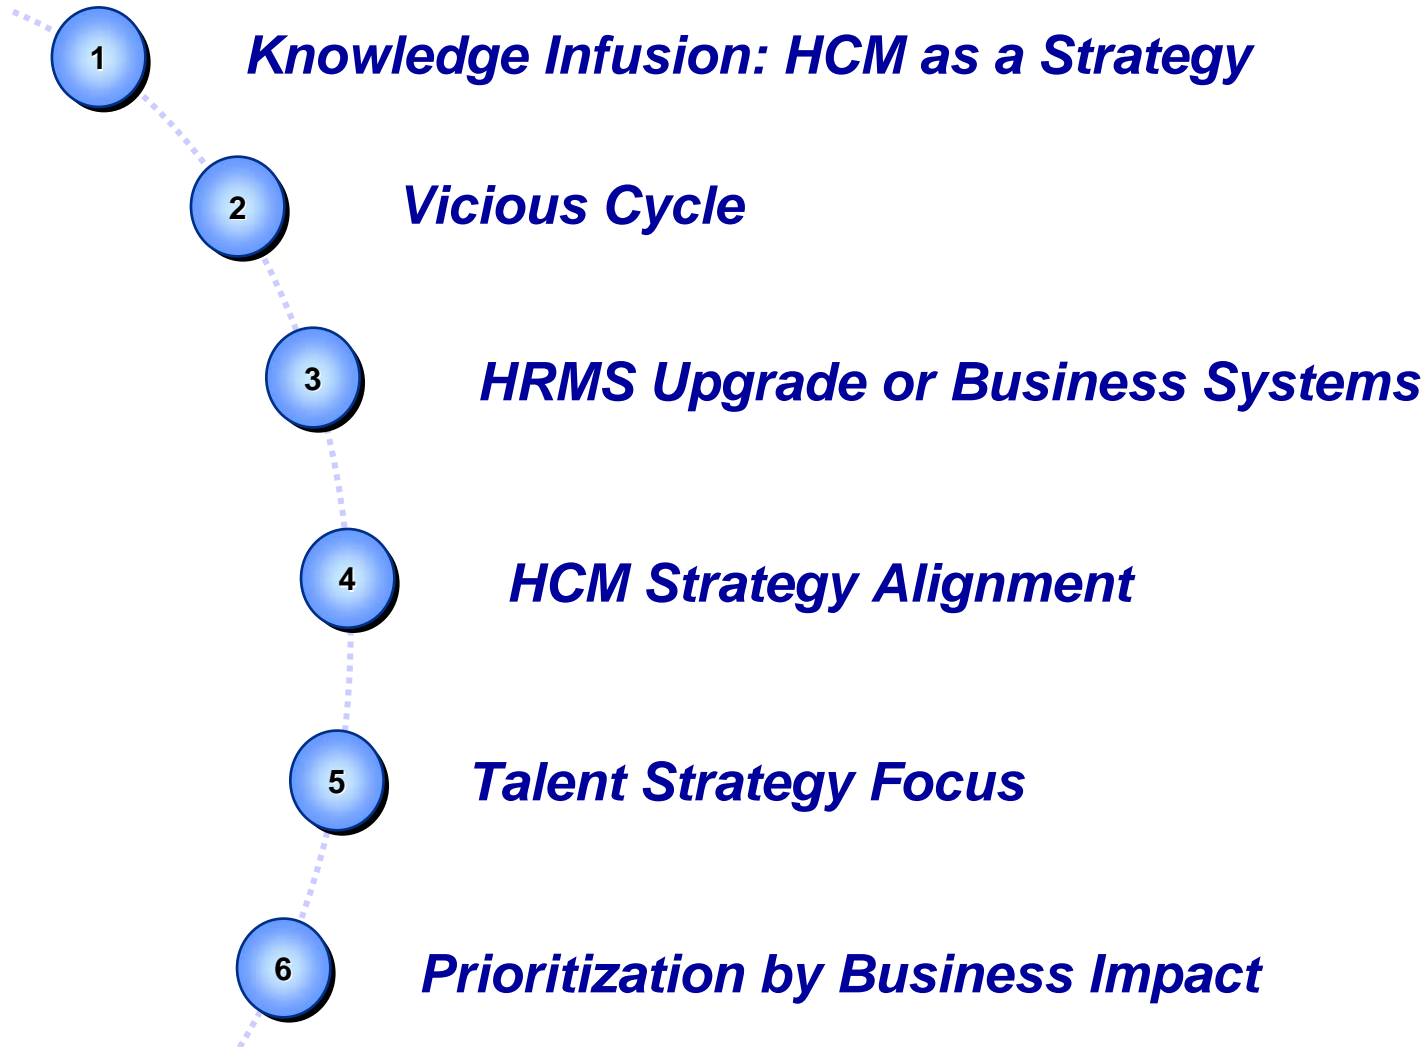 1 Knowledge Infusion: HCM as a Strategy
2 Vicious Cycle
3 HRMS Upgrade or Business Systems
4 HCM Strategy Alignment
5 Talent Strategy Focus
6 Prioritization by Business Impact